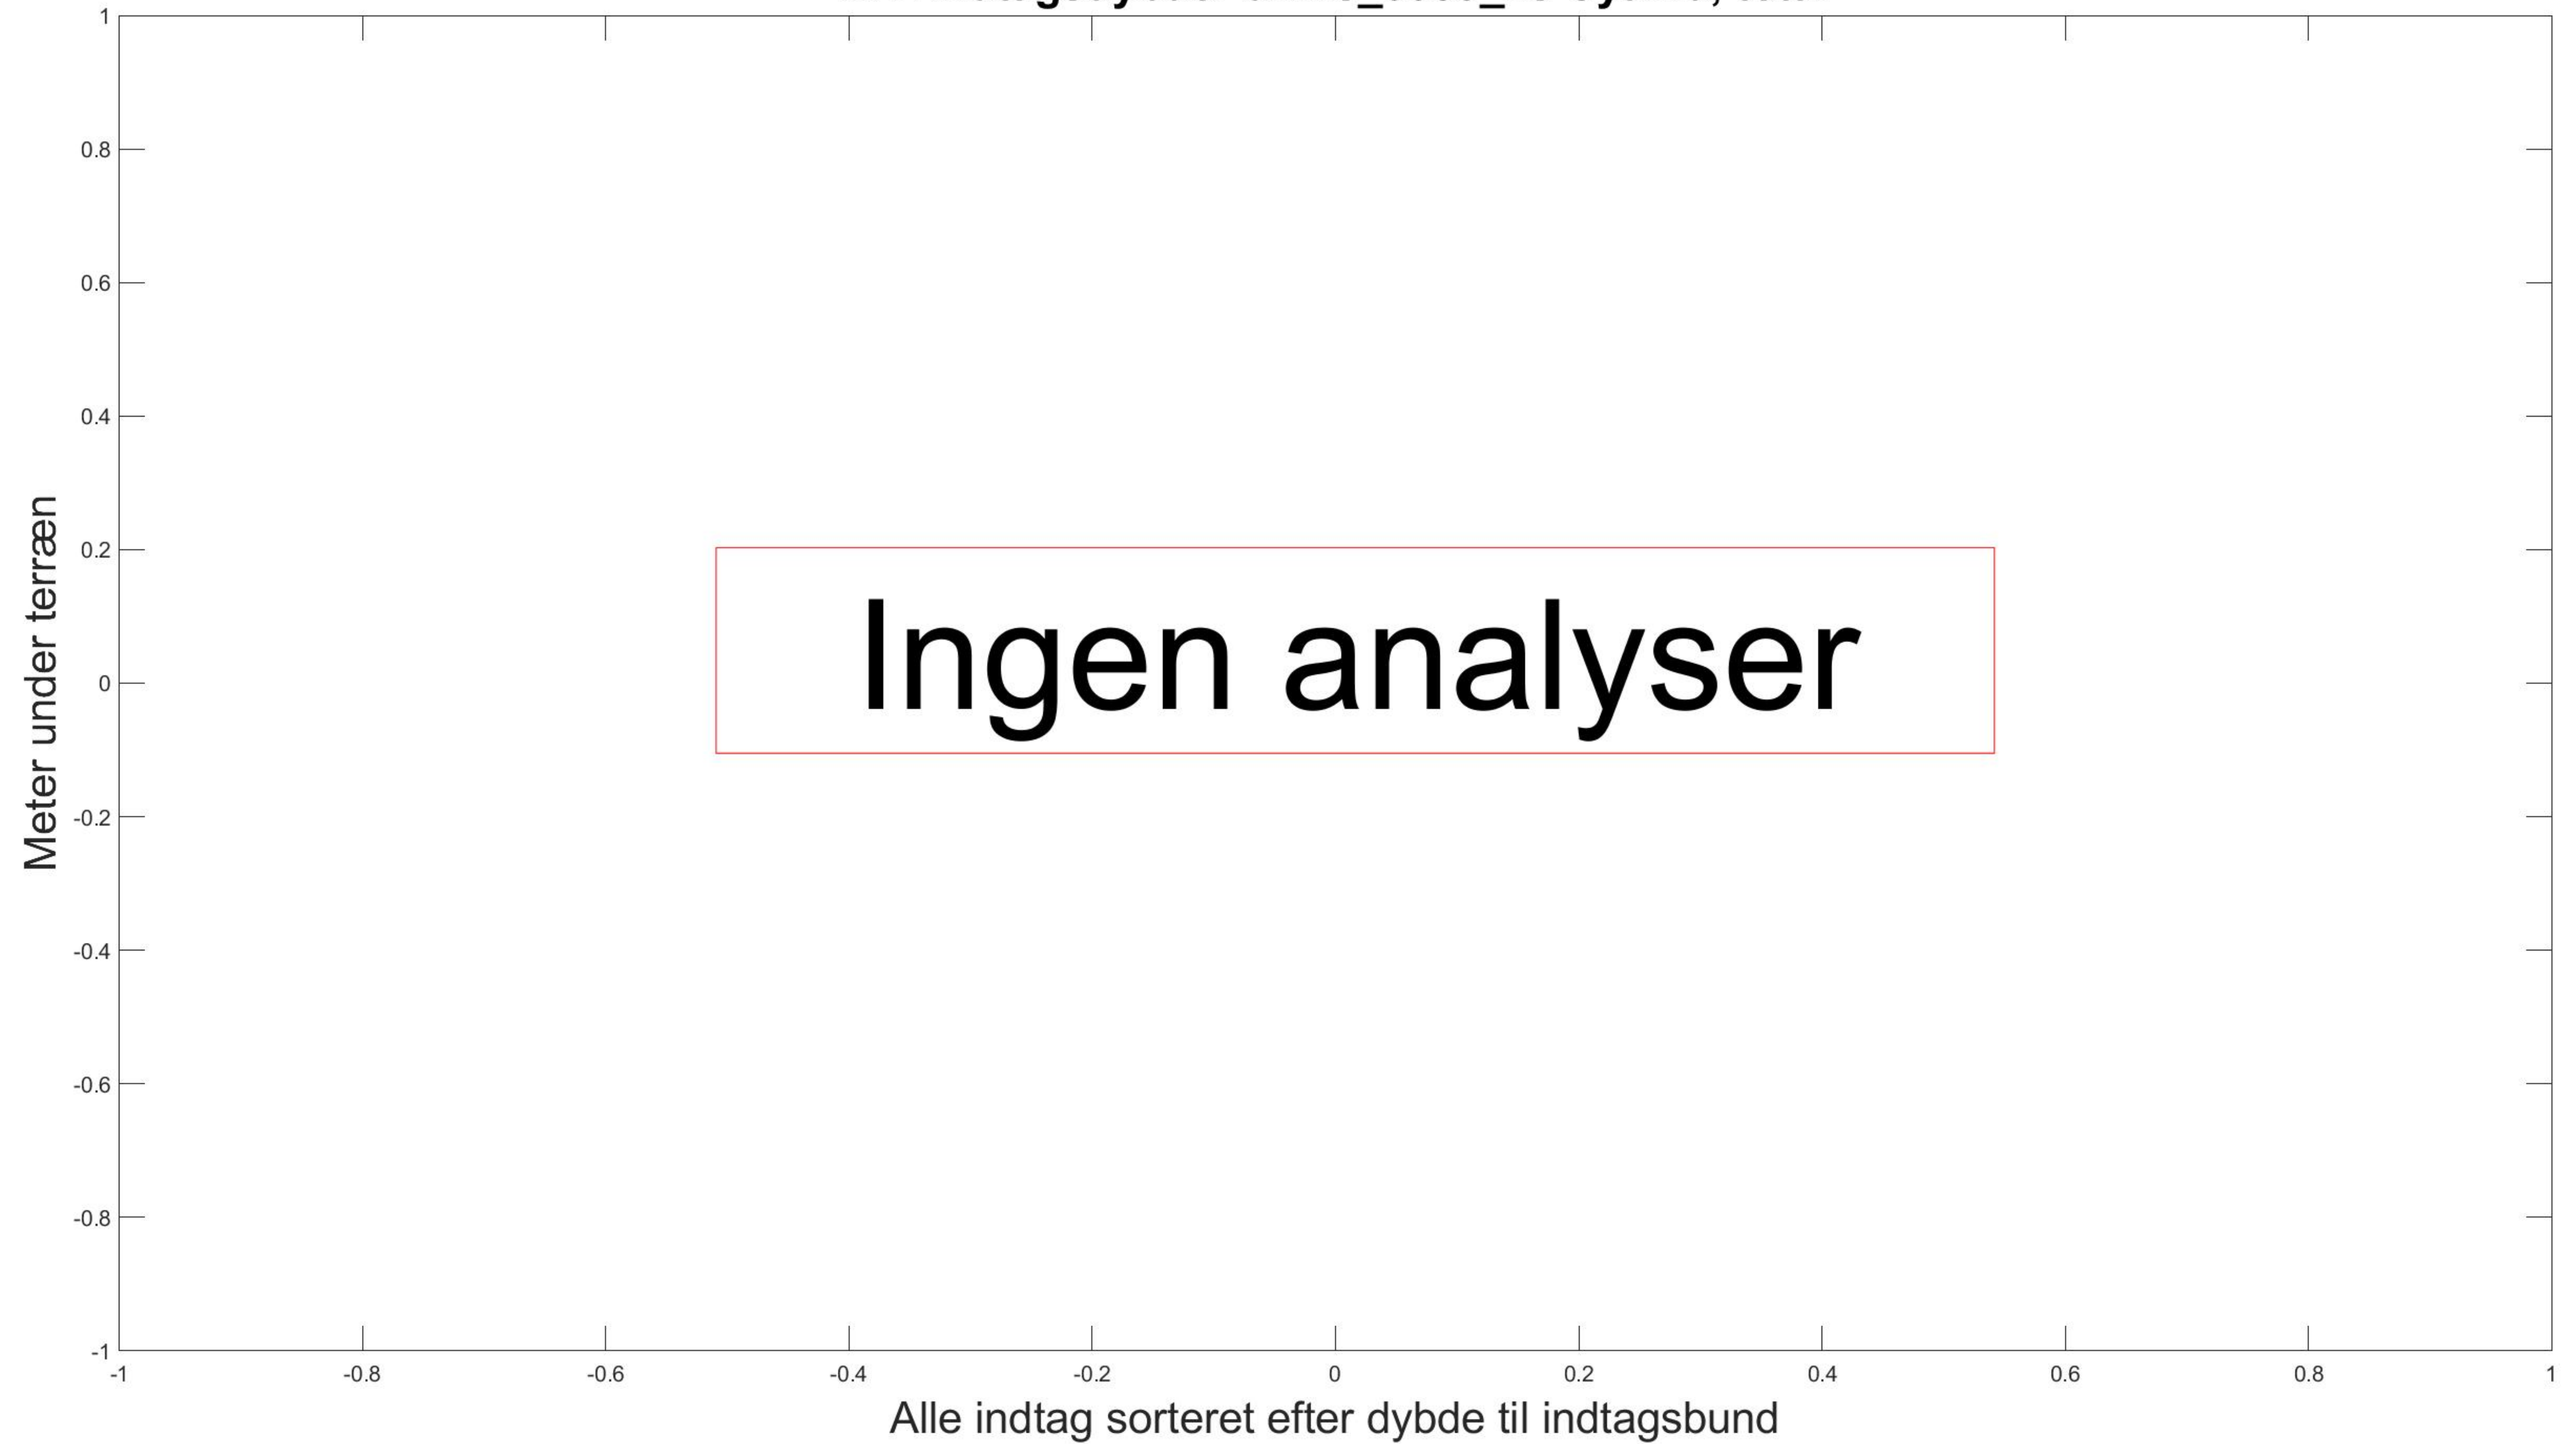 1
0.8
0.6
0.4
0.2
0
-0.2
-0.4
-0.6
-0.8
-1
Meter under terræn
Ingen analyser
-1 -0.8 -0.6 -0.4 -0.2 0 0.2 0.4 0.6 0.8 1
Alle indtag sorteret efter dybde til indtagsbund